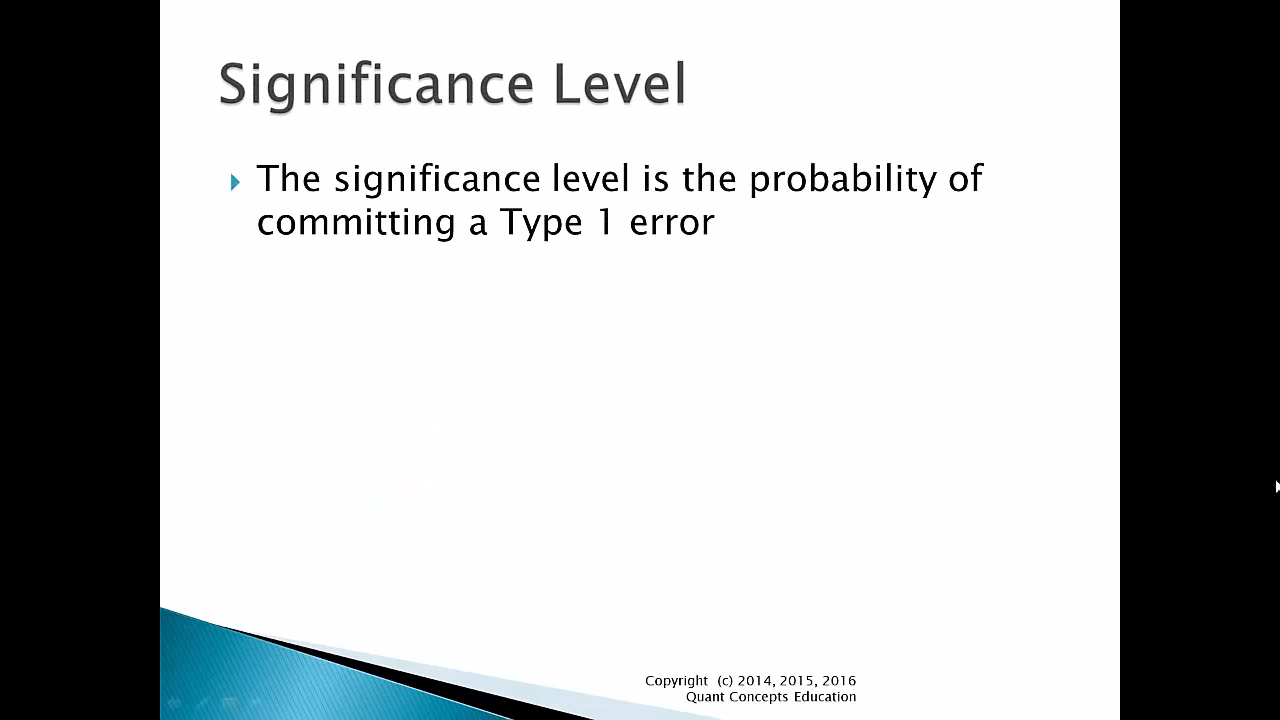 Significance Level
The significance level is the probability of
committing a Type 1 error
Copyright (c) 2014, 2015, 2016
Quant Concepts Education